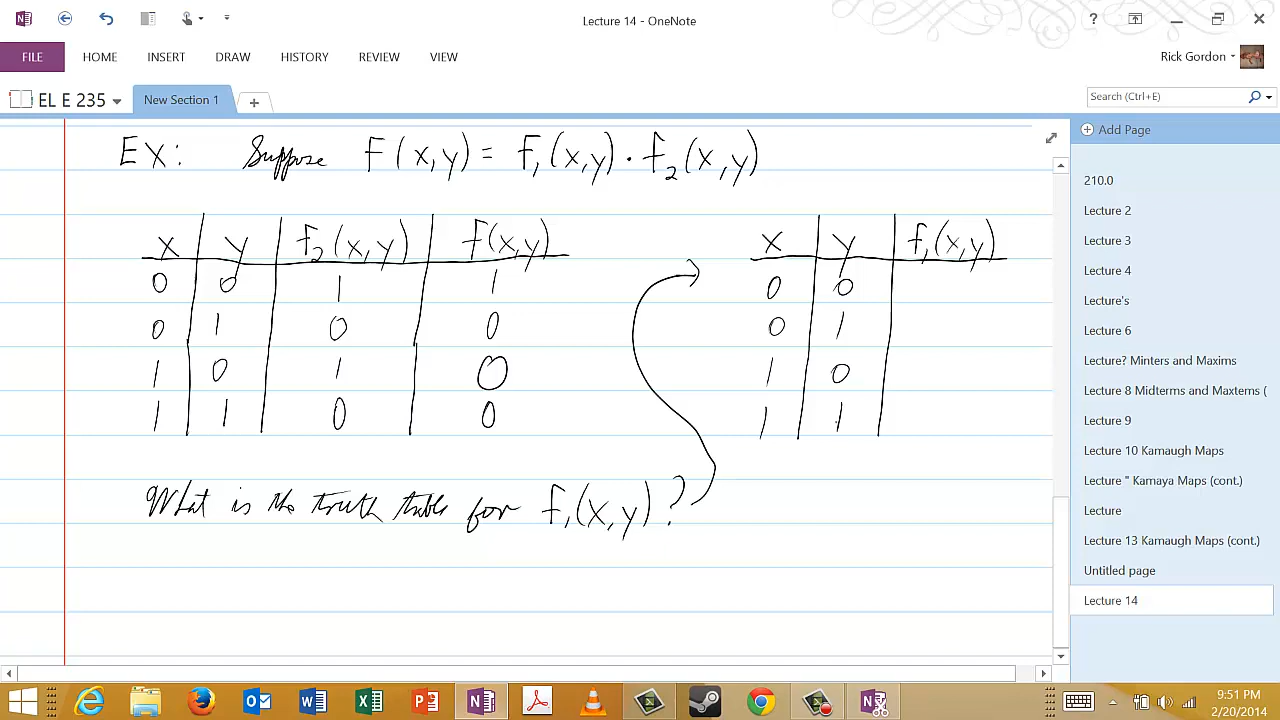 Lecture 14 - OneNote
?
FILE HOME INSERT DRAW HISTORY REVIEW VIEW
Rick Gordon
EL E 235 New Section 1 +
Search (Ctrl+E)
Add Page
210.0
Lecture 2
Lecture 3
Lecture 4
Lecture's
Lecture 6
Lecture? Minters and Maxims
Lecture 8 Midterms and Maxtems (
Lecture 9
Lecture 10 Kamaugh Maps
Lecture " Kamaya Maps (cont.)
Lecture
Lecture 13 Kamaugh Maps (cont.)
Untitled page
Lecture 14
EX: Suppose F(x,y) = f₁(x,y) · f₂(x,y)
x y f₂(x,y) f(x,y)
0 0 1 1
0 1 0 0
1 0 1 0
1 1 0 0
x y f₁(x,y)
0 0
0 1
1 0
1 1
What is the truth table for f₁(x,y)?
9:51 PM
2/20/2014